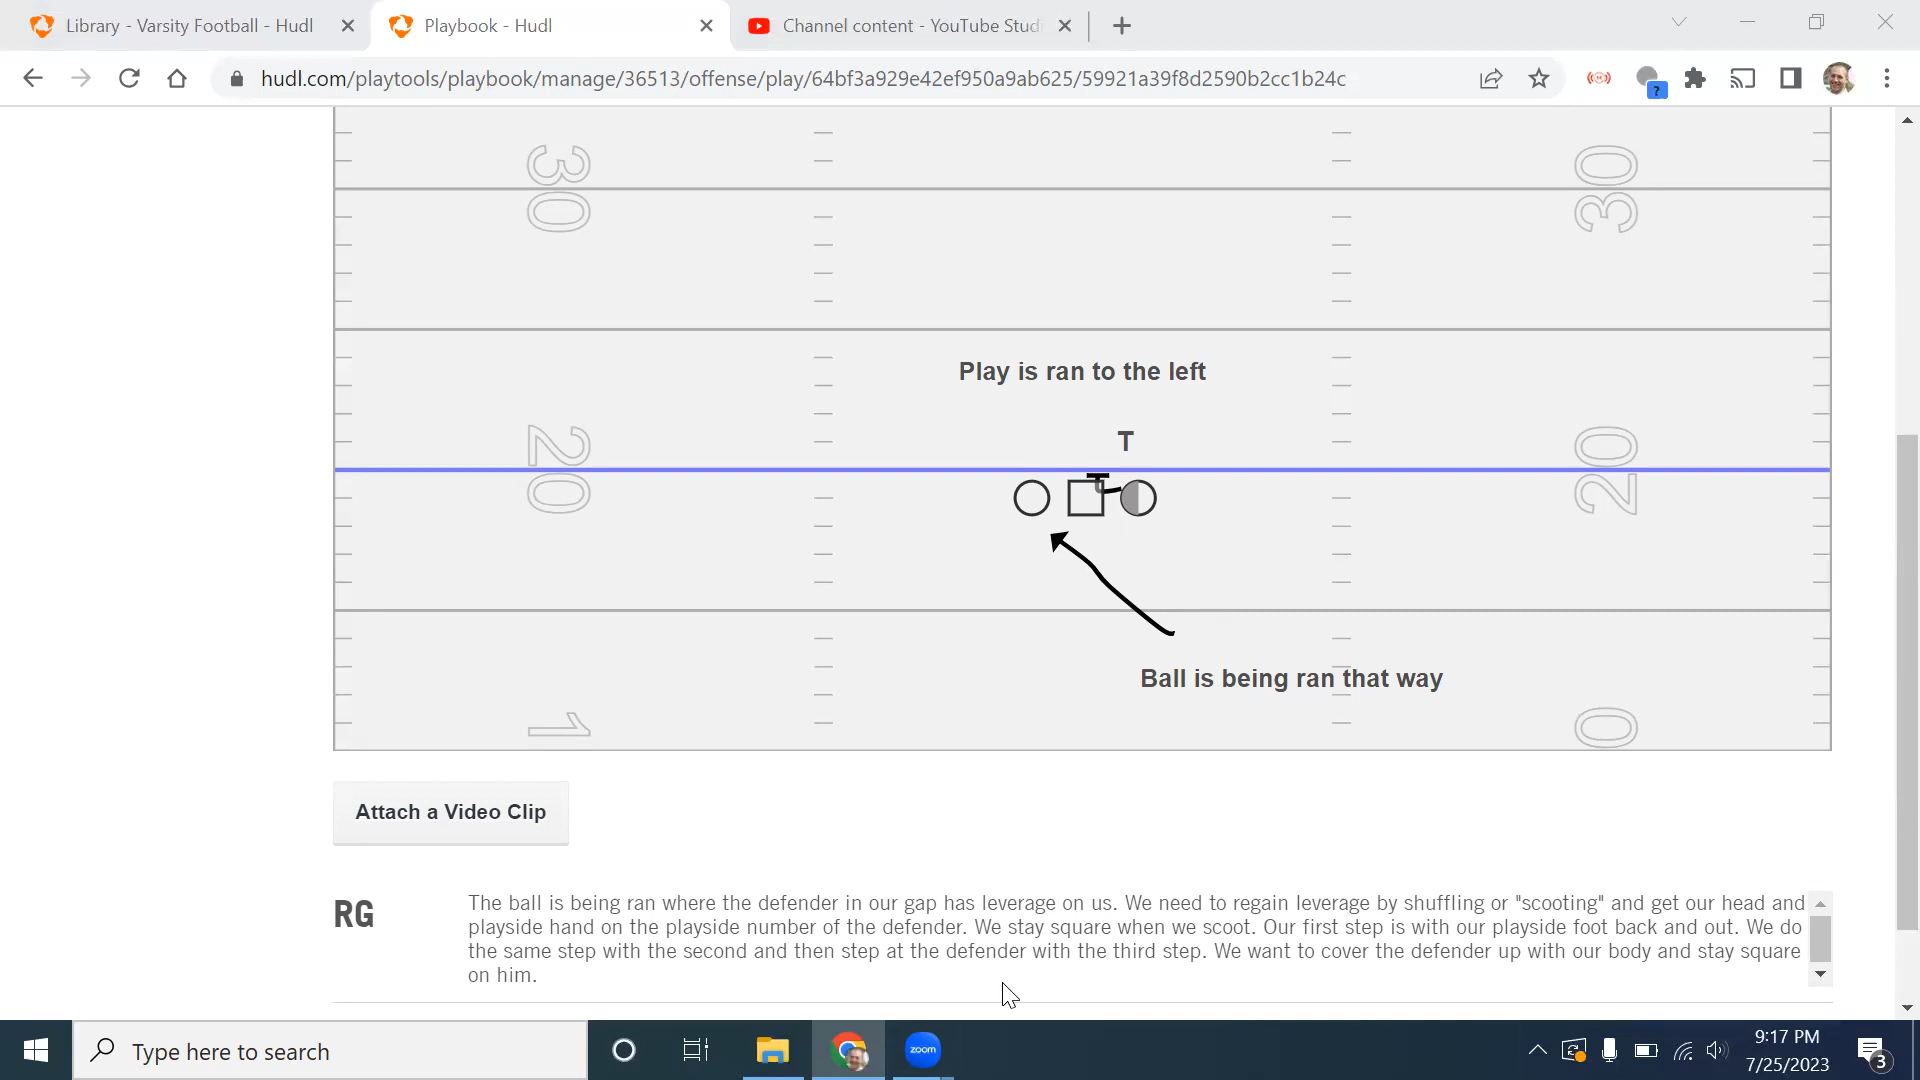 Library - Varsity Football - Hudl
Playbook - Hudl
Channel content - YouTube Studi
hudl.com/playtools/playbook/manage/36513/offense/play/64bf3a929e42ef950a9ab625/59921a39f8d2590b2cc1b24c
?
30
30
Play is ran to the left
T
20
20
Ball is being ran that way
1
0
Attach a Video Clip
RG
The ball is being ran where the defender in our gap has leverage on us. We need to regain leverage by shuffling or "scooting" and get our head and
playside hand on the playside number of the defender. We stay square when we scoot. Our first step is with our playside foot back and out. We do
the same step with the second and then step at the defender with the third step. We want to cover the defender up with our body and stay square
on him.
Type here to search
zoom
9:17 PM
7/25/2023
3